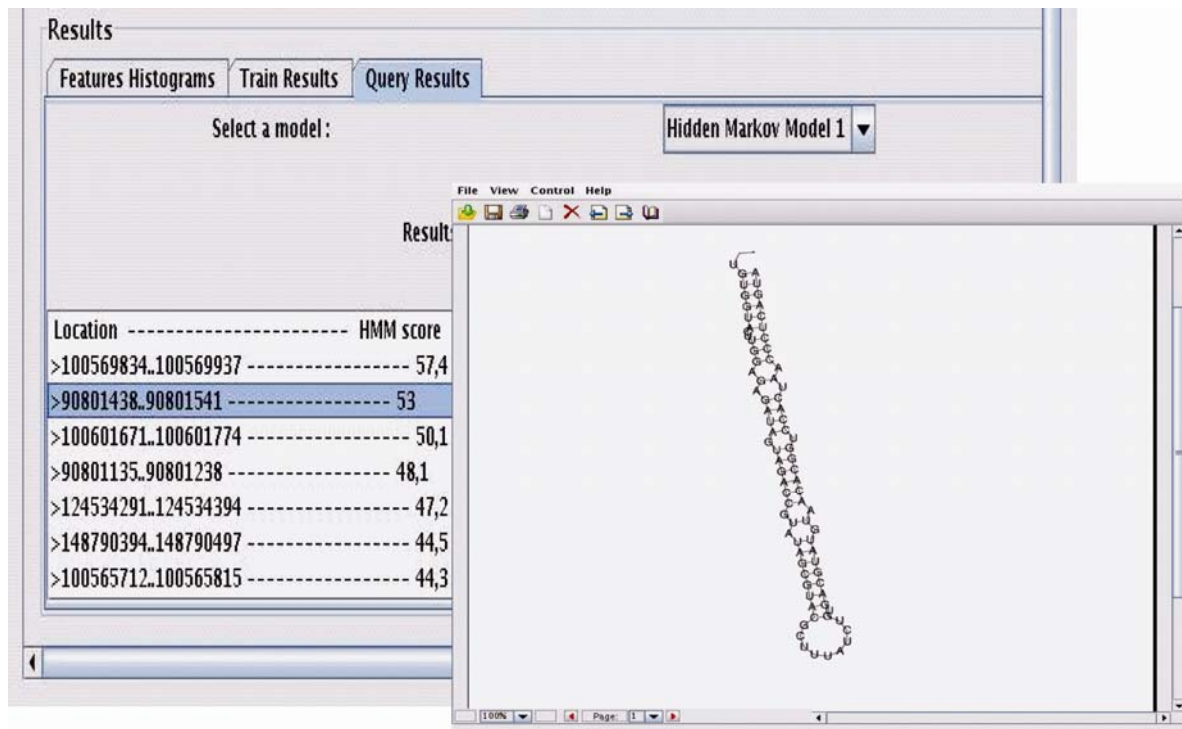 Results
Features Histograms Train Results Query Results
Select a model : Hidden Markov Model 1
File View Control Help
Result
Location ----------------------- HMM score
>100569834..100569937 ----------------- 57,4
>90801438..90801541 ----------------- 53
>100601671..100601774 ----------------- 50,1
>90801135..90801238 ----------------- 48,1
>124534291..124534394 ----------------- 47,2
>148790394..148790497 ----------------- 44,5
>100565712..100565815 ----------------- 44,3
100% Page: 1